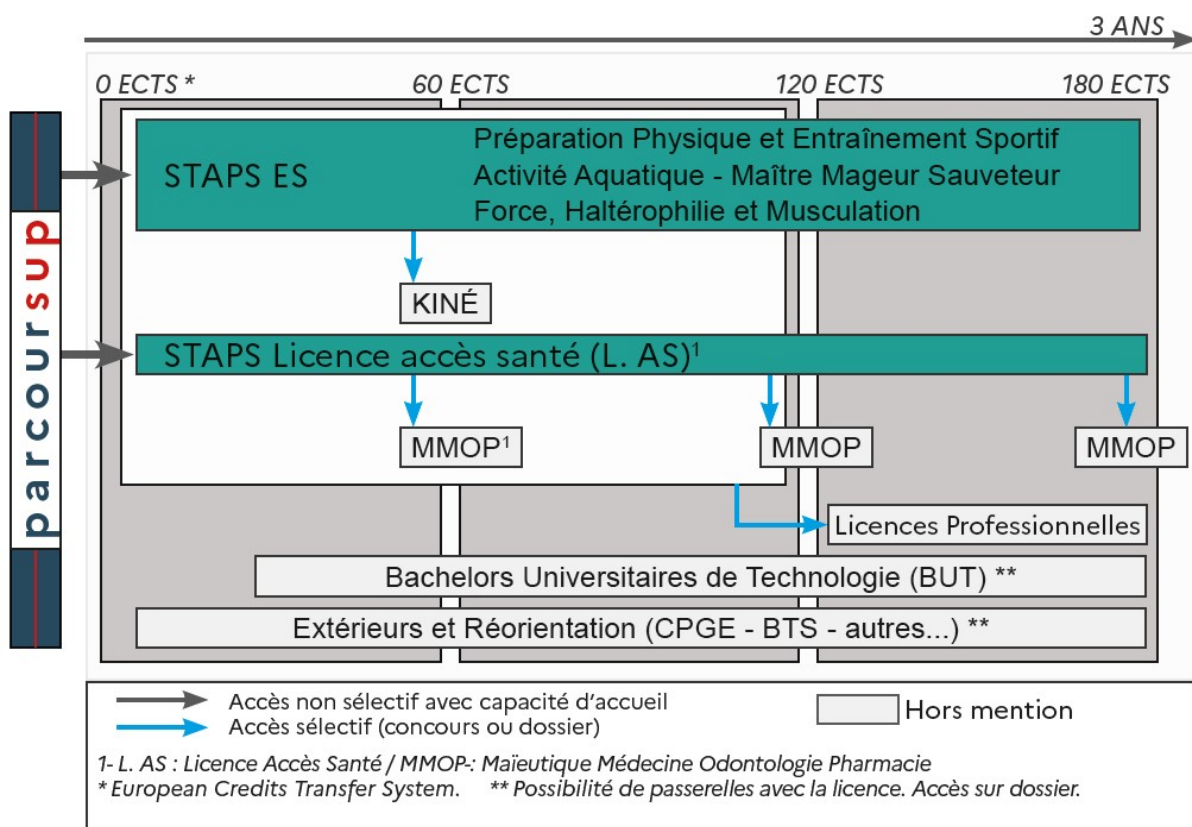 3 ANS
0 ECTS *
60 ECTS
120 ECTS
180 ECTS
parcoursup
STAPS ES
Préparation Physique et Entraînement Sportif
Activité Aquatique - Maître Mageur Sauveteur
Force, Haltérophilie et Musculation
KINÉ
STAPS Licence accès santé (L. AS)¹
MMOP¹
MMOP
MMOP
Licences Professionnelles
Bachelors Universitaires de Technologie (BUT) **
Extérieurs et Réorientation (CPGE - BTS - autres...) **
Accès non sélectif avec capacité d'accueil
Accès sélectif (concours ou dossier)
Hors mention
1- L. AS : Licence Accès Santé / MMOP-: Maïeutique Médecine Odontologie Pharmacie
* European Credits Transfer System. ** Possibilité de passerelles avec la licence. Accès sur dossier.